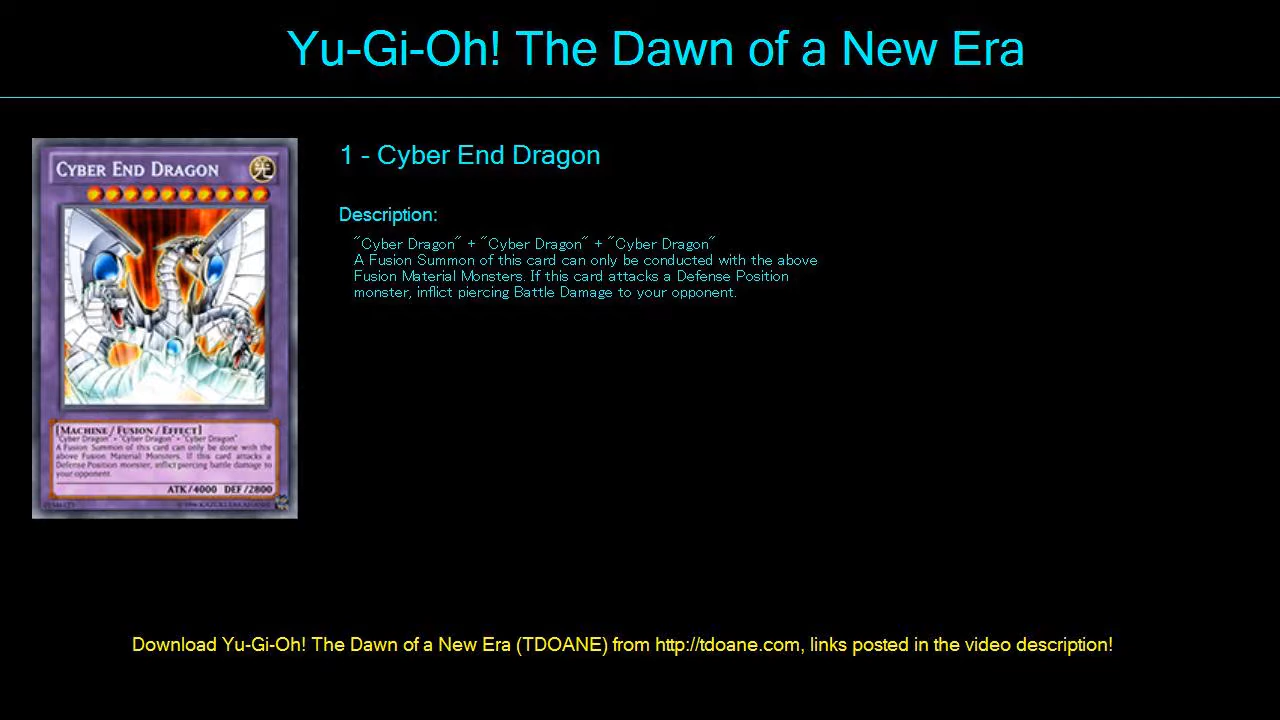 Yu-Gi-Oh! The Dawn of a New Era
CYBER END DRAGON
光
[MACHINE / FUSION / EFFECT]
"Cyber Dragon" + "Cyber Dragon" + "Cyber Dragon"
A Fusion Summon of this card can only be done with the
above Fusion Material Monsters. If this card attacks a
Defense Position monster, inflict piercing battle damage to
your opponent.
ATK/4000 DEF/2800
1 - Cyber End Dragon
Description:
"Cyber Dragon" + "Cyber Dragon" + "Cyber Dragon"
A Fusion Summon of this card can only be conducted with the above
Fusion Material Monsters. If this card attacks a Defense Position
monster, inflict piercing Battle Damage to your opponent.
Download Yu-Gi-Oh! The Dawn of a New Era (TDOANE) from http://tdoane.com, links posted in the video description!